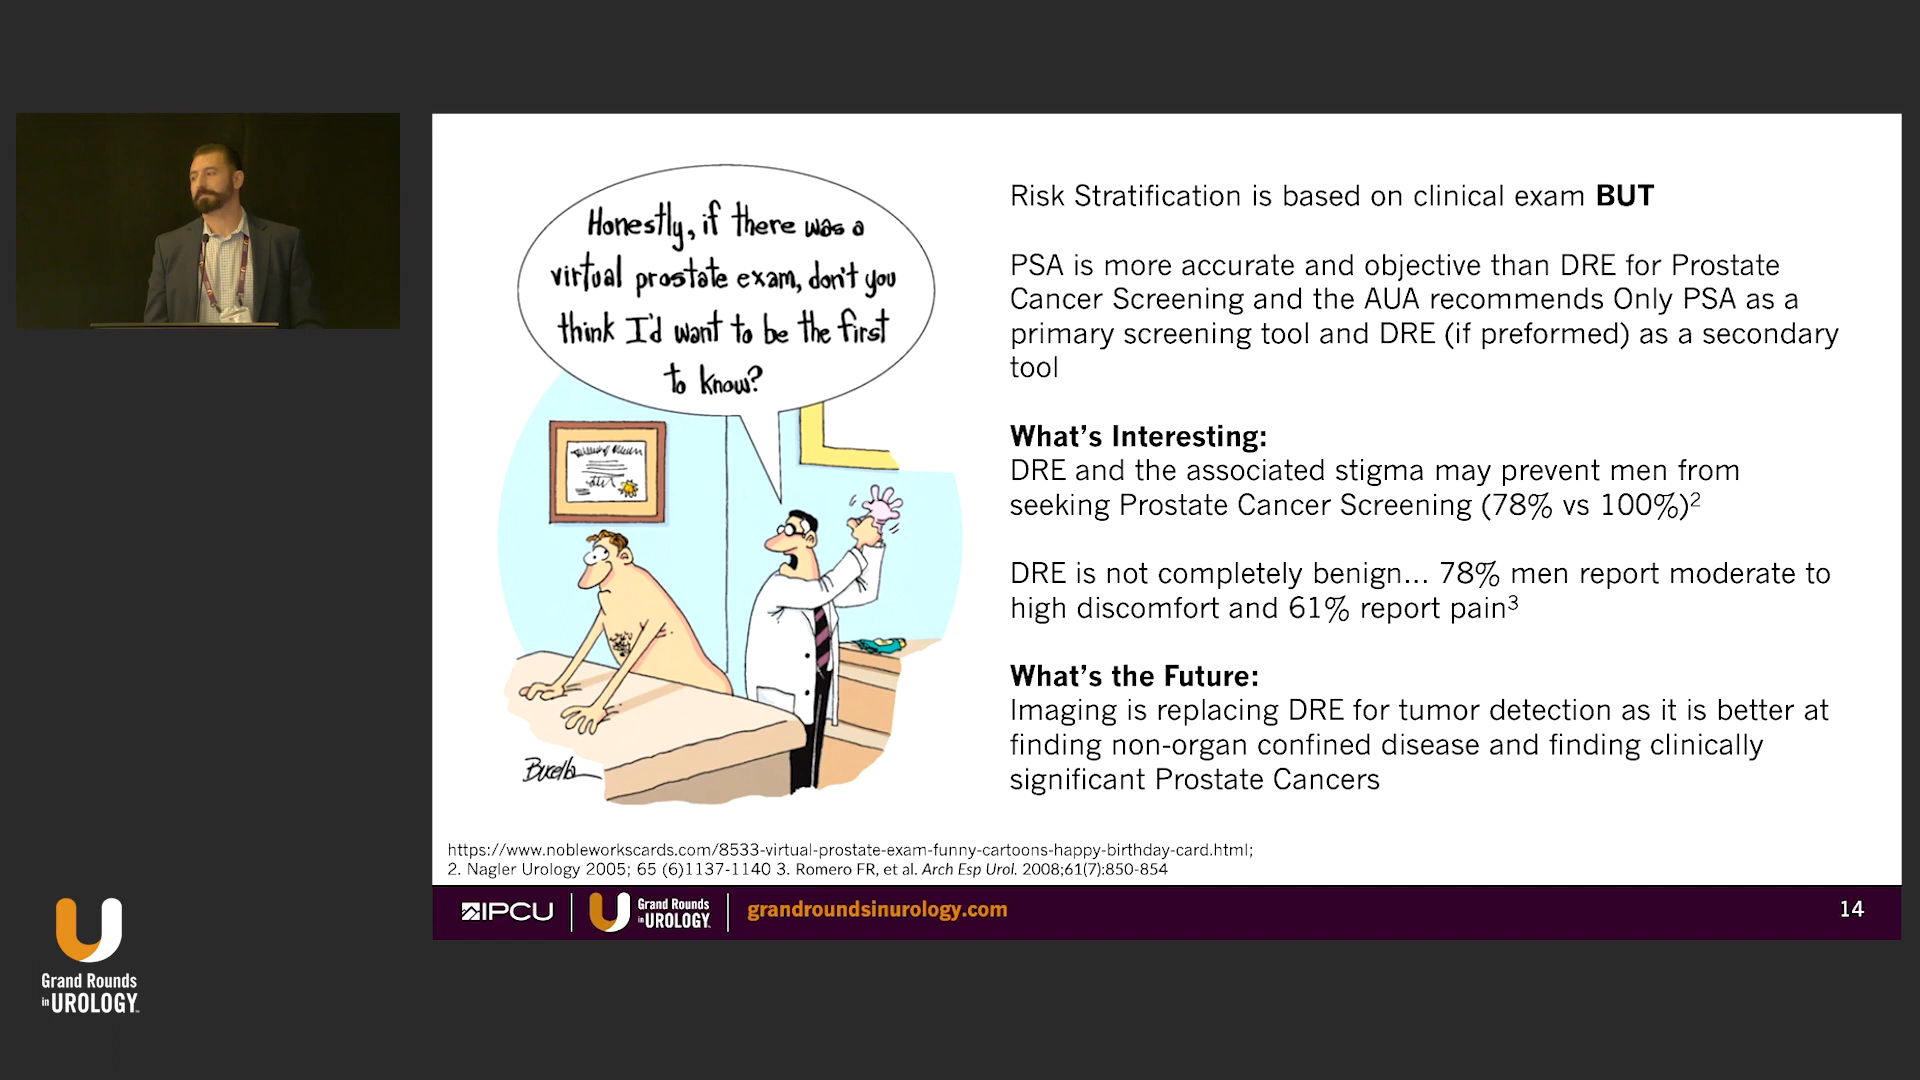 Honestly, if there was a
virtual prostate exam, don't you
think I'd want to be the first
to know?
Bucella
Risk Stratification is based on clinical exam BUT
PSA is more accurate and objective than DRE for Prostate
Cancer Screening and the AUA recommends Only PSA as a
primary screening tool and DRE (if preformed) as a secondary
tool
What's Interesting:
DRE and the associated stigma may prevent men from
seeking Prostate Cancer Screening (78% vs 100%)2
DRE is not completely benign... 78% men report moderate to
high discomfort and 61% report pain3
What's the Future:
Imaging is replacing DRE for tumor detection as it is better at
finding non-organ confined disease and finding clinically
significant Prostate Cancers
https://www.nobleworkscards.com/8533-virtual-prostate-exam-funny-cartoons-happy-birthday-card.html;
2. Nagler Urology 2005; 65 (6)1137-1140 3. Romero FR, et al. Arch Esp Urol. 2008;61(7):850-854
IPCU
Grand Rounds
in UROLOGY
grandroundsinurology.com
14
Grand Rounds
in UROLOGY